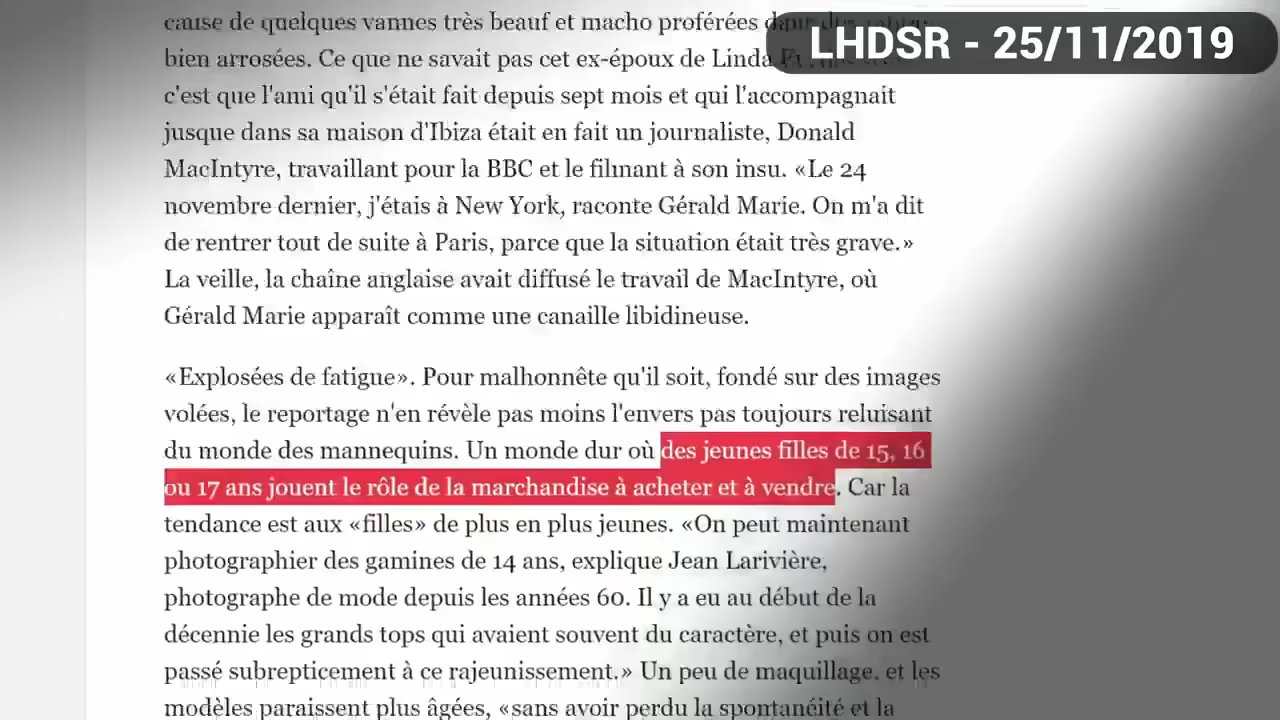 cause de quelques vannes très beauf et macho proférées dans des
LHDSR - 25/11/2019
bien arrosées. Ce que ne savait pas cet ex-époux de Linda
c'est que l'ami qu'il s'était fait depuis sept mois et qui l'accompagnait
jusque dans sa maison d'Ibiza était en fait un journaliste, Donald
MacIntyre, travaillant pour la BBC et le filmant à son insu. «Le 24
novembre dernier, j'étais à New York, raconte Gérald Marie. On m'a dit
de rentrer tout de suite à Paris, parce que la situation était très grave.»
La veille, la chaîne anglaise avait diffusé le travail de MacIntyre, où
Gérald Marie apparaît comme une canaille libidineuse.
«Explosées de fatigue». Pour malhonnête qu'il soit, fondé sur des images
volées, le reportage n'en révèle pas moins l'envers pas toujours reluisant
du monde des mannequins. Un monde dur où des jeunes filles de 15, 16
ou 17 ans jouent le rôle de la marchandise à acheter et à vendre. Car la
tendance est aux «filles» de plus en plus jeunes. «On peut maintenant
photographier des gamines de 14 ans, explique Jean Larivière,
photographe de mode depuis les années 60. Il y a eu au début de la
décennie les grands tops qui avaient souvent du caractère, et puis on est
passé subrepticement à ce rajeunissement.» Un peu de maquillage, et les
modèles paraissent plus âgées, «sans avoir perdu la spontanéité et la